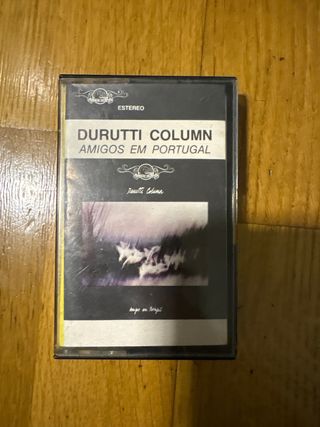 ESTEREO
DURUTTI COLUMN
AMIGOS EM PORTUGAL
Durutti Column
Amigos em Portugal